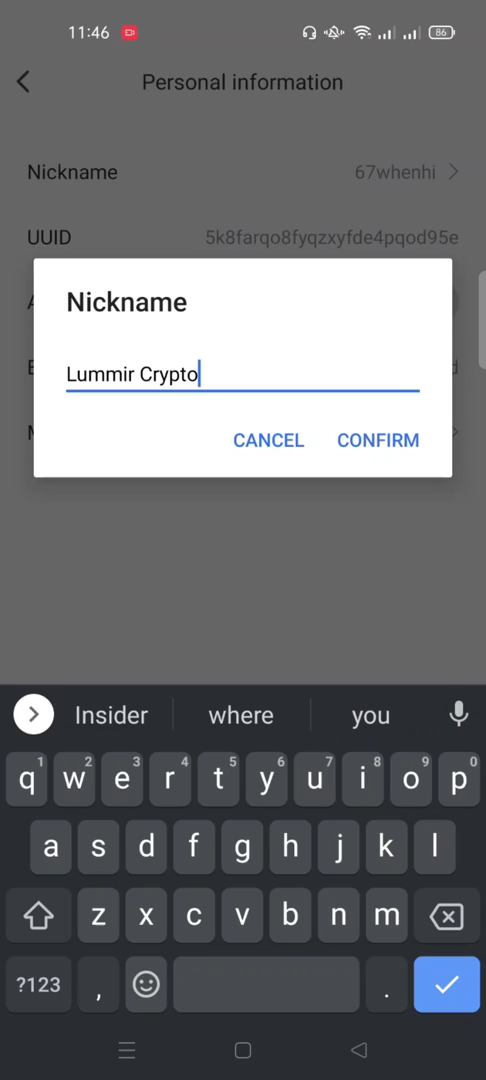 11:46 86
Personal information
Nickname 67whenhi
UUID 5k8farqo8fyqzxyfde4pqod95e
Nickname
Lummir Crypto
CANCEL CONFIRM
Insider where you
q1 w2 e3 r4 t5 y6 u7 i8 o9 p0
a s d f g h j k l
z x c v b n m
?123 , .